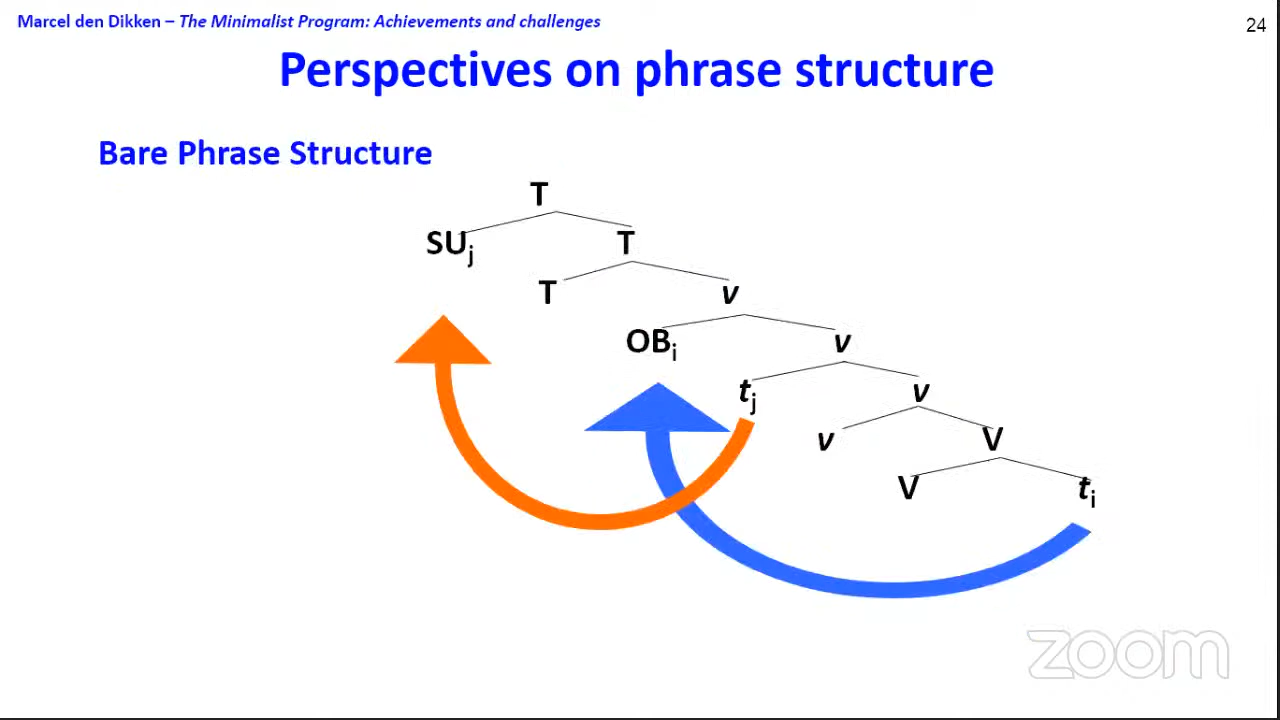 Marcel den Dikken – The Minimalist Program: Achievements and challenges
24
Perspectives on phrase structure
Bare Phrase Structure
T
SUj T
T v
OBi v
tj v
v V
V ti
zoom